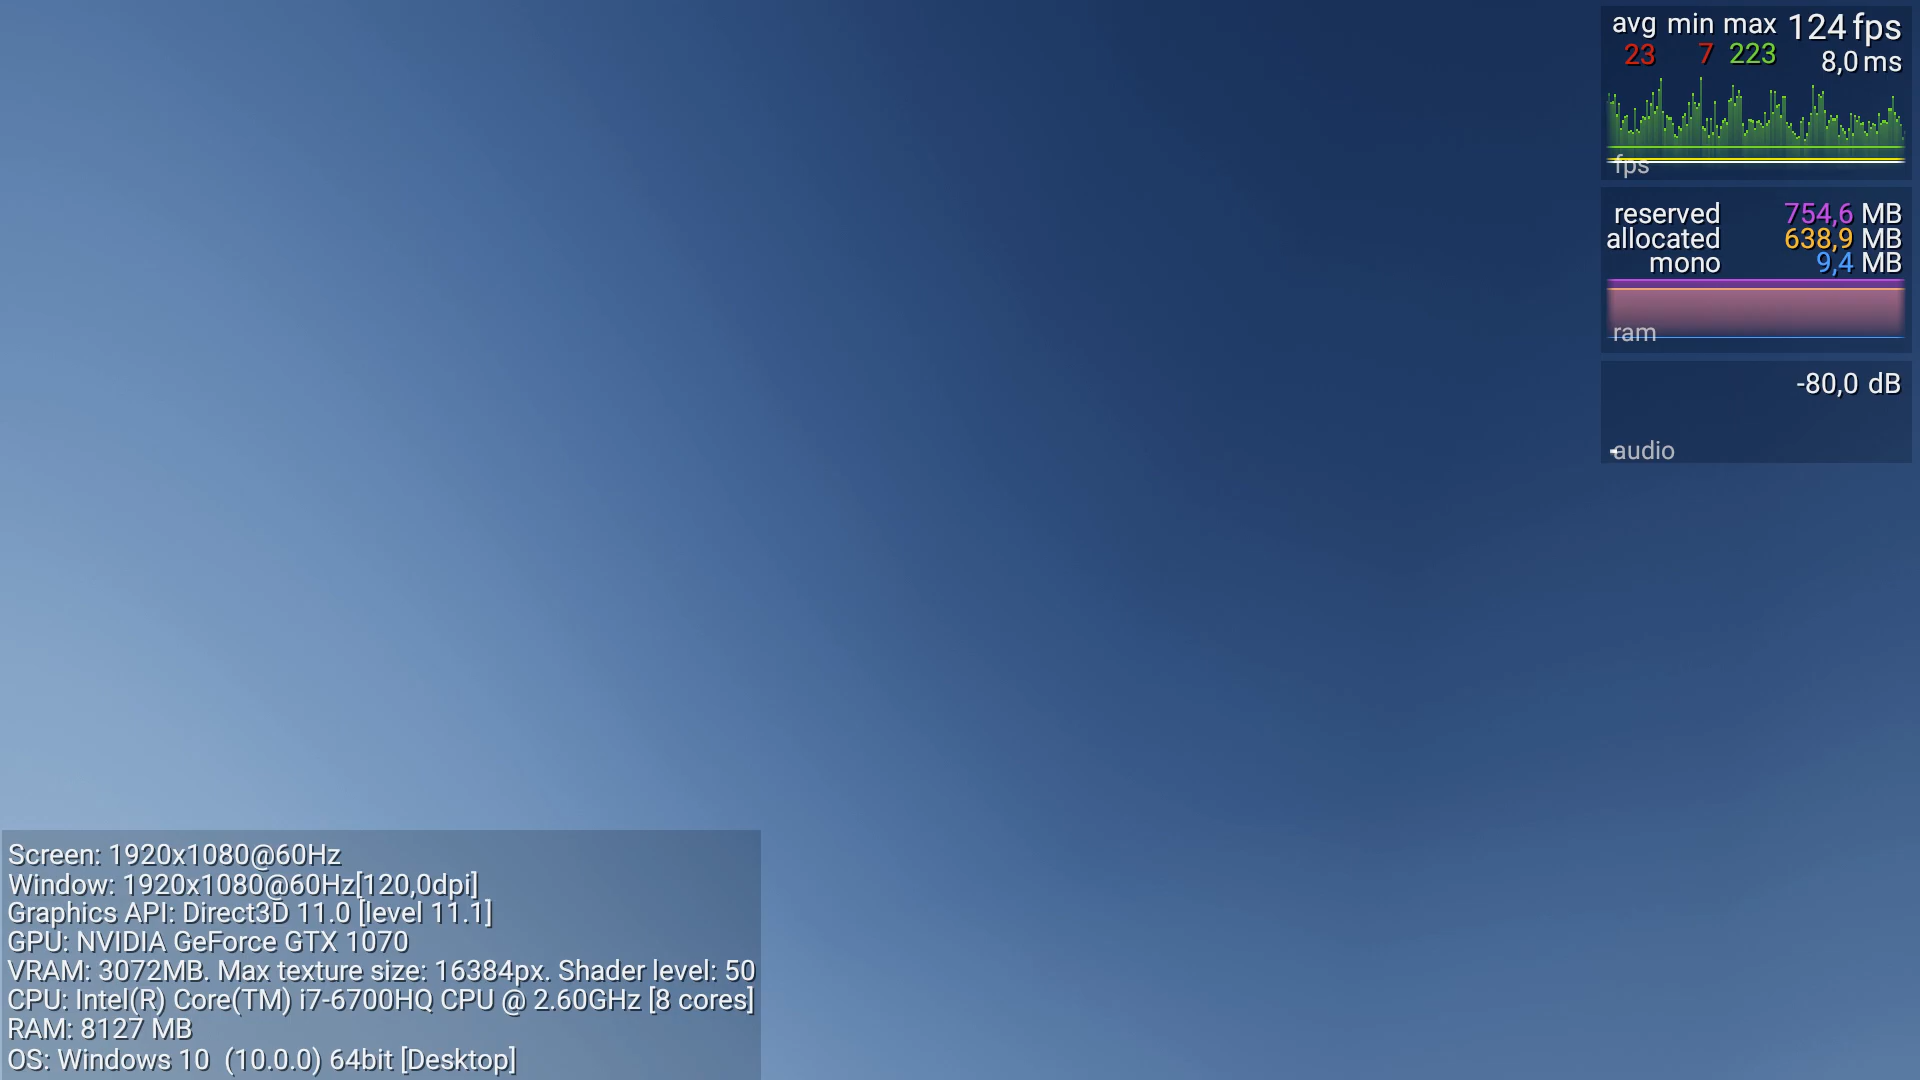 avg min max 124 fps
23 7 223 8,0 ms
fps
reserved 754,6 MB
allocated 638,9 MB
mono 9,4 MB
ram
-80,0 dB
audio
Screen: 1920x1080@60Hz
Window: 1920x1080@60Hz[120,0dpi]
Graphics API: Direct3D 11.0 [level 11.1]
GPU: NVIDIA GeForce GTX 1070
VRAM: 3072MB. Max texture size: 16384px. Shader level: 50
CPU: Intel(R) Core(TM) i7-6700HQ CPU @ 2.60GHz [8 cores]
RAM: 8127 MB
OS: Windows 10  (10.0.0) 64bit [Desktop]